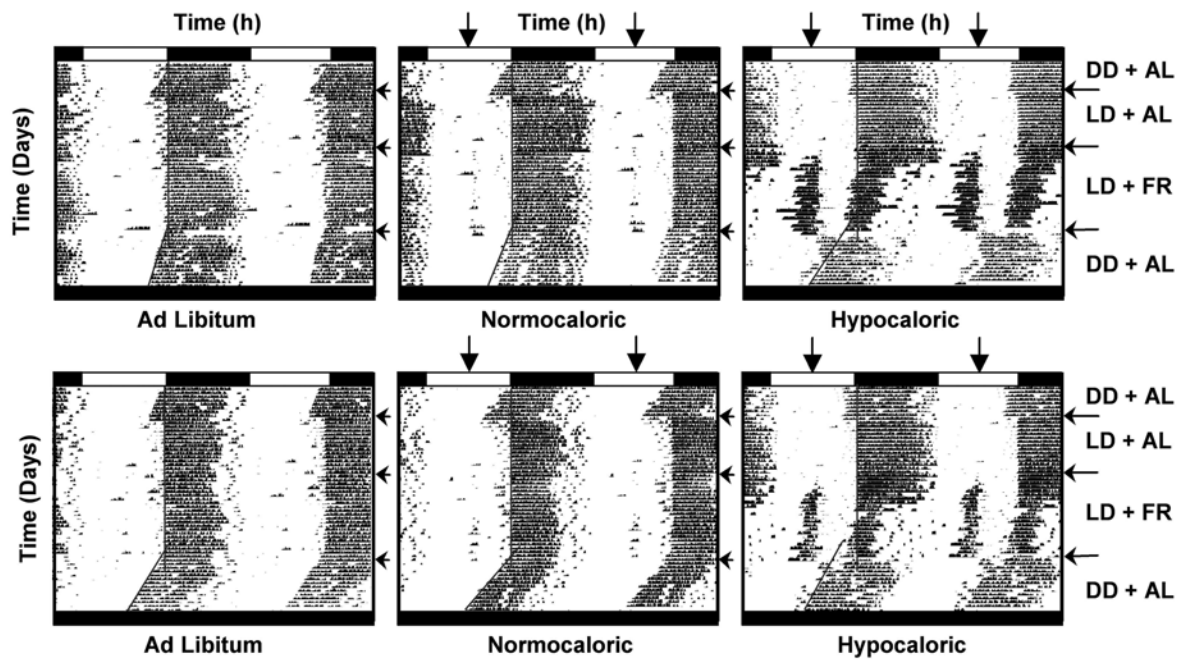 Time (h) Time (h) Time (h)
Time (Days)
DD + AL
LD + AL
LD + FR
DD + AL
Ad Libitum Normocaloric Hypocaloric
Time (Days)
DD + AL
LD + AL
LD + FR
DD + AL
Ad Libitum Normocaloric Hypocaloric